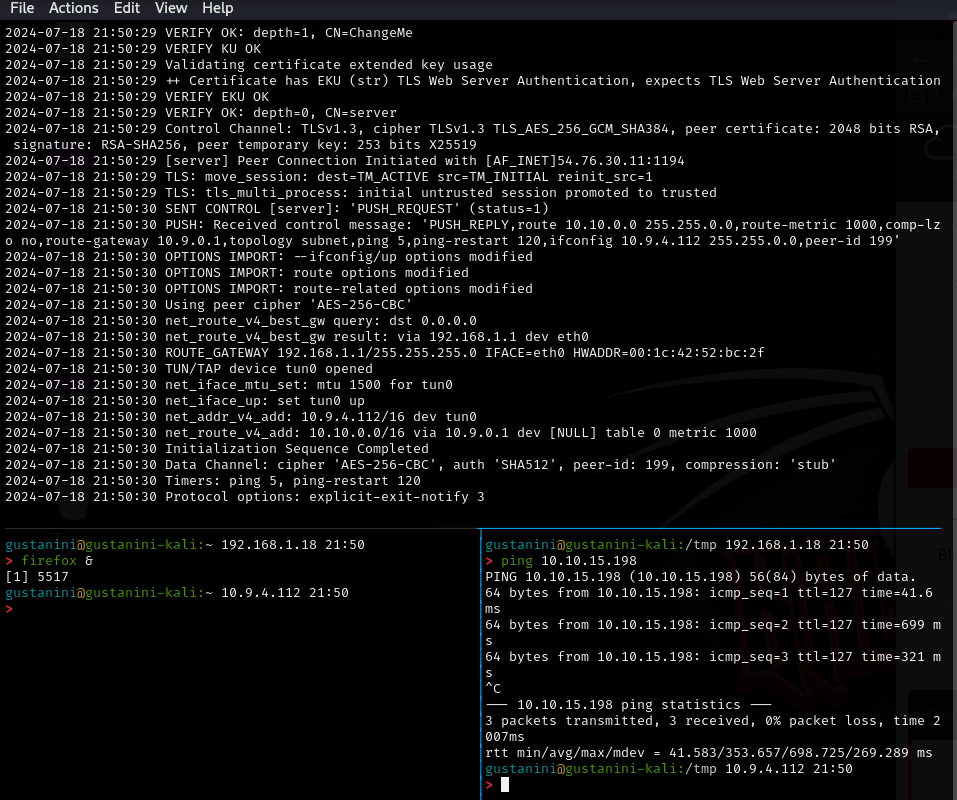 File Actions Edit View Help
2024-07-18 21:50:29 VERIFY OK: depth=1, CN=ChangeMe
2024-07-18 21:50:29 VERIFY KU OK
2024-07-18 21:50:29 Validating certificate extended key usage
2024-07-18 21:50:29 ++ Certificate has EKU (str) TLS Web Server Authentication, expects TLS Web Server Authentication
2024-07-18 21:50:29 VERIFY EKU OK
2024-07-18 21:50:29 VERIFY OK: depth=0, CN=server
2024-07-18 21:50:29 Control Channel: TLSv1.3, cipher TLSv1.3 TLS_AES_256_GCM_SHA384, peer certificate: 2048 bits RSA,
 signature: RSA-SHA256, peer temporary key: 253 bits X25519
2024-07-18 21:50:29 [server] Peer Connection Initiated with [AF_INET]54.76.30.11:1194
2024-07-18 21:50:29 TLS: move_session: dest=TM_ACTIVE src=TM_INITIAL reinit_src=1
2024-07-18 21:50:29 TLS: tls_multi_process: initial untrusted session promoted to trusted
2024-07-18 21:50:30 SENT CONTROL [server]: 'PUSH_REQUEST' (status=1)
2024-07-18 21:50:30 PUSH: Received control message: 'PUSH_REPLY,route 10.10.0.0 255.255.0.0,route-metric 1000,comp-lz
o no,route-gateway 10.9.0.1,topology subnet,ping 5,ping-restart 120,ifconfig 10.9.4.112 255.255.0.0,peer-id 199'
2024-07-18 21:50:30 OPTIONS IMPORT: --ifconfig/up options modified
2024-07-18 21:50:30 OPTIONS IMPORT: route options modified
2024-07-18 21:50:30 OPTIONS IMPORT: route-related options modified
2024-07-18 21:50:30 Using peer cipher 'AES-256-CBC'
2024-07-18 21:50:30 net_route_v4_best_gw query: dst 0.0.0.0
2024-07-18 21:50:30 net_route_v4_best_gw result: via 192.168.1.1 dev eth0
2024-07-18 21:50:30 ROUTE_GATEWAY 192.168.1.1/255.255.255.0 IFACE=eth0 HWADDR=00:1c:42:52:bc:2f
2024-07-18 21:50:30 TUN/TAP device tun0 opened
2024-07-18 21:50:30 net_iface_mtu_set: mtu 1500 for tun0
2024-07-18 21:50:30 net_iface_up: set tun0 up
2024-07-18 21:50:30 net_addr_v4_add: 10.9.4.112/16 dev tun0
2024-07-18 21:50:30 net_route_v4_add: 10.10.0.0/16 via 10.9.0.1 dev [NULL] table 0 metric 1000
2024-07-18 21:50:30 Initialization Sequence Completed
2024-07-18 21:50:30 Data Channel: cipher 'AES-256-CBC', auth 'SHA512', peer-id: 199, compression: 'stub'
2024-07-18 21:50:30 Timers: ping 5, ping-restart 120
2024-07-18 21:50:30 Protocol options: explicit-exit-notify 3
gustanini@gustanini-kali:~ 192.168.1.18 21:50
> firefox &
[1] 5517
gustanini@gustanini-kali:~ 10.9.4.112 21:50
>
gustanini@gustanini-kali:/tmp 192.168.1.18 21:50
> ping 10.10.15.198
PING 10.10.15.198 (10.10.15.198) 56(84) bytes of data.
64 bytes from 10.10.15.198: icmp_seq=1 ttl=127 time=41.6
ms
64 bytes from 10.10.15.198: icmp_seq=2 ttl=127 time=699 m
s
64 bytes from 10.10.15.198: icmp_seq=3 ttl=127 time=321 m
s
^C
--- 10.10.15.198 ping statistics ---
3 packets transmitted, 3 received, 0% packet loss, time 2
007ms
rtt min/avg/max/mdev = 41.583/353.657/698.725/269.289 ms
gustanini@gustanini-kali:/tmp 10.9.4.112 21:50
>